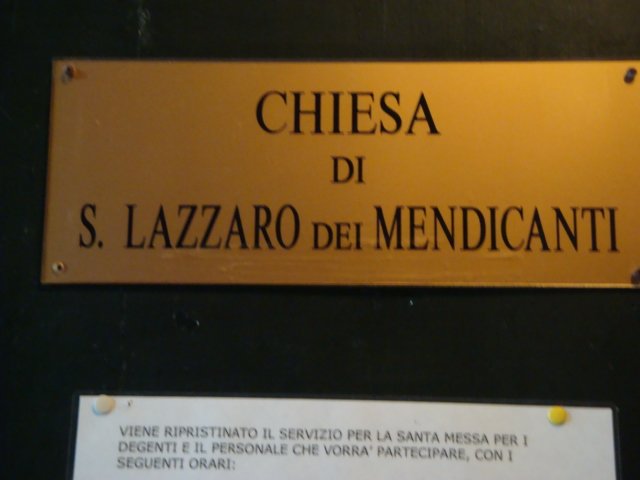 CHIESA
DI
S. LAZZARO DEI MENDICANTI
VIENE RIPRISTINATO IL SERVIZIO PER LA SANTA MESSA PER I
DEGENTI E IL PERSONALE CHE VORRA' PARTECIPARE, CON I
SEGUENTI ORARI: